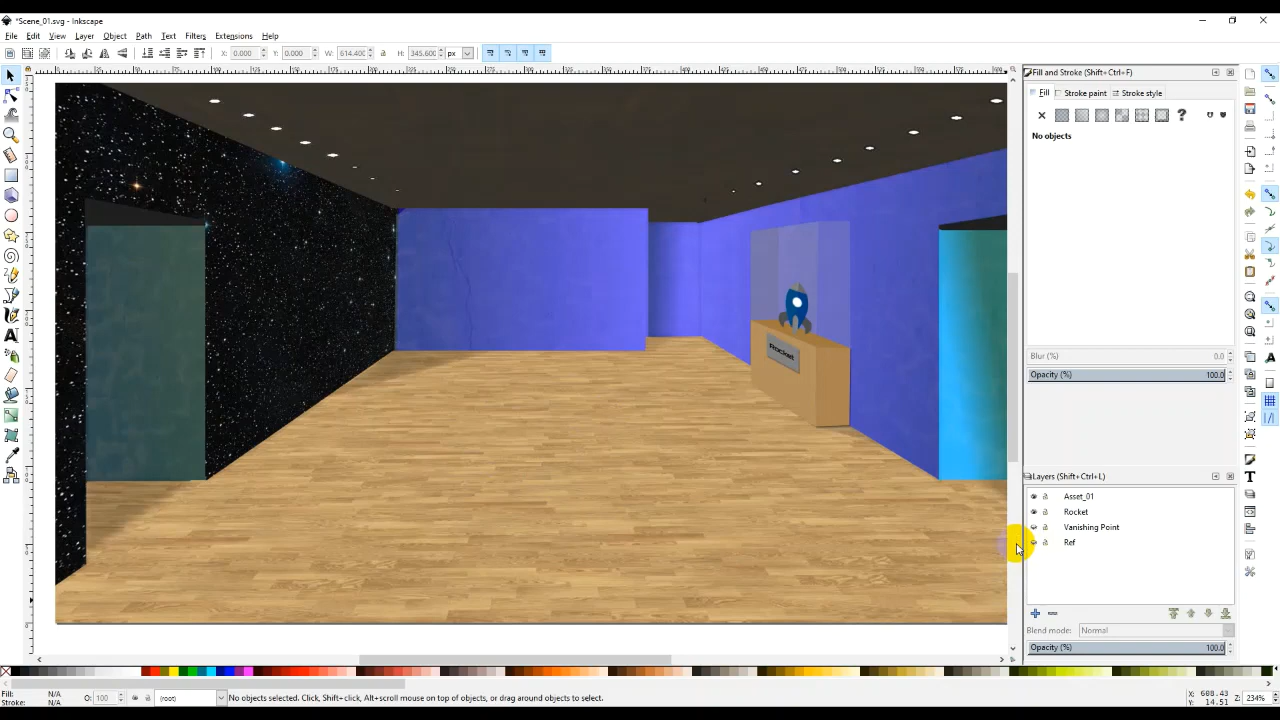 *Scene_01.svg - Inkscape
File Edit View Layer Object Path Text Filters Extensions Help
X: 0.000 Y: 0.000 W: 614.400 H: 345.600 px
Fill and Stroke (Shift+Ctrl+F)
Fill Stroke paint Stroke style
?
No objects
Rocket
Blur (%) 0.0
Opacity (%) 100.0
Layers (Shift+Ctrl+L)
Asset_01
Rocket
Vanishing Point
Ref
Blend mode: Normal
Opacity (%) 100.0
Fill: N/A
Stroke: N/A
O: 100
(root)
No objects selected. Click, Shift+click, Alt+scroll mouse on top of objects, or drag around objects to select.
X: 608.43
Y: 14.51
Z: 234%